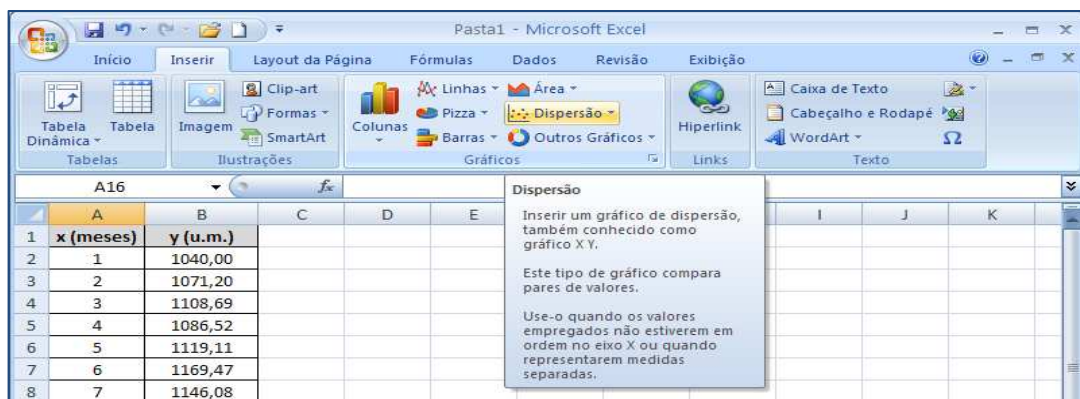 Pasta1 - Microsoft Excel
Início Inserir Layout da Página Fórmulas Dados Revisão Exibição
Tabela Dinâmica
Tabela
Tabelas
Imagem
Clip-art
Formas
SmartArt
Ilustrações
Colunas
Linhas
Pizza
Barras
Área
Dispersão
Outros Gráficos
Gráficos
Hiperlink
Links
Caixa de Texto
Cabeçalho e Rodapé
WordArt
Ω
Texto
A16 fx
Dispersão
Inserir um gráfico de dispersão,
também conhecido como
gráfico X Y.
Este tipo de gráfico compara
pares de valores.
Use-o quando os valores
empregados não estiverem em
ordem no eixo X ou quando
representarem medidas
separadas.
A B C D E I J K
1 x (meses) y (u.m.)
2 1 1040,00
3 2 1071,20
4 3 1108,69
5 4 1086,52
6 5 1119,11
7 6 1169,47
8 7 1146,08